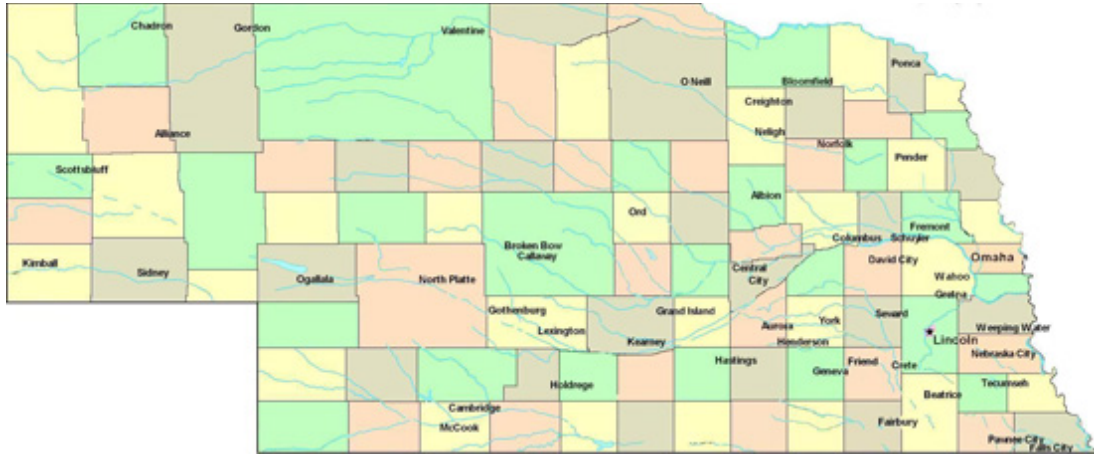 Chadron
Gordon
Valentine
O Neill
Bloomfield
Ponca
Creighton
Alliance
Neligh
Norfolk
Pender
Scottsbluff
Albion
Ord
Fremont
Columbus
Schuyler
Broken Bow
Callaway
Omaha
David City
Kimball
Sidney
Ogallala
North Platte
Central
City
Wahoo
Gretna
Gothenburg
Grand Island
Lexington
Kearney
Aurora
York
Seward
Weeping Water
Henderson
Lincoln
Nebraska City
Hastings
Geneva
Friend
Crete
Holdrege
Tecumseh
Beatrice
Cambridge
McCook
Fairbury
Pawnee City
Falls City